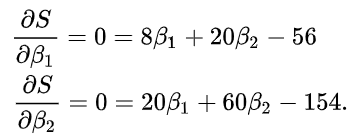 ∂S/∂β₁ = 0 = 8β₁ + 20β₂ − 56
∂S/∂β₂ = 0 = 20β₁ + 60β₂ − 154.